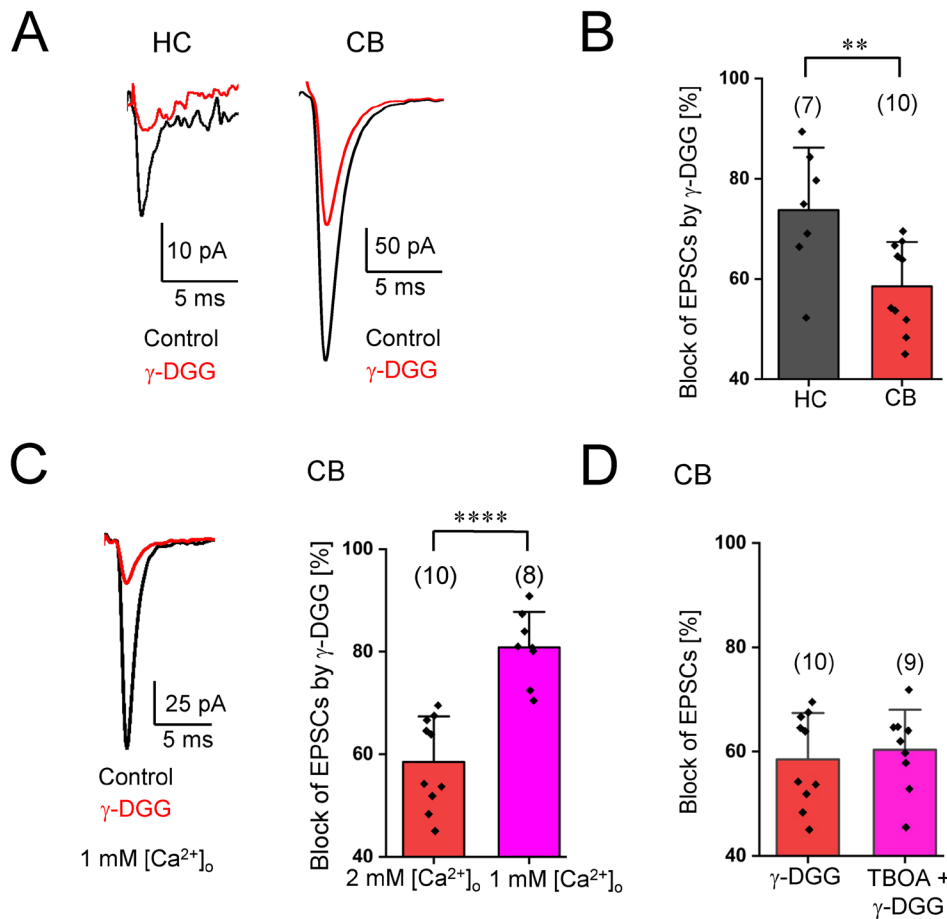 A
HC
CB
10 pA
5 ms
50 pA
5 ms
Control
γ-DGG
Control
γ-DGG
B
**
Block of EPSCs by γ-DGG [%]
100
80
60
40
(7)
(10)
HC
CB
C
25 pA
5 ms
Control
γ-DGG
1 mM [Ca²⁺]ₒ
CB
****
Block of EPSCs by γ-DGG [%]
100
80
60
40
(10)
(8)
2 mM [Ca²⁺]ₒ
1 mM [Ca²⁺]ₒ
D
CB
Block of EPSCs [%]
100
80
60
40
(10)
(9)
γ-DGG
TBOA +
γ-DGG